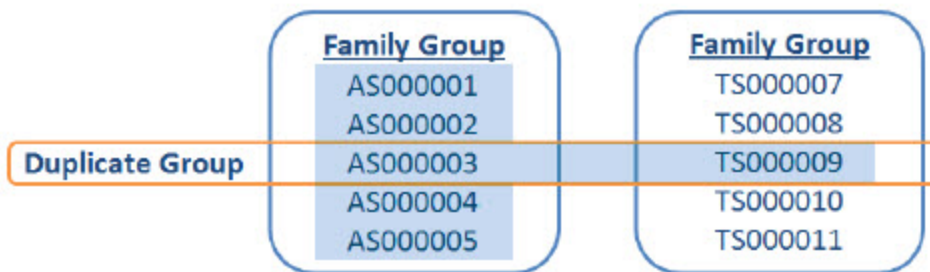 Family Group Family Group
AS000001 TS000007
AS000002 TS000008
Duplicate Group AS000003 TS000009
AS000004 TS000010
AS000005 TS000011